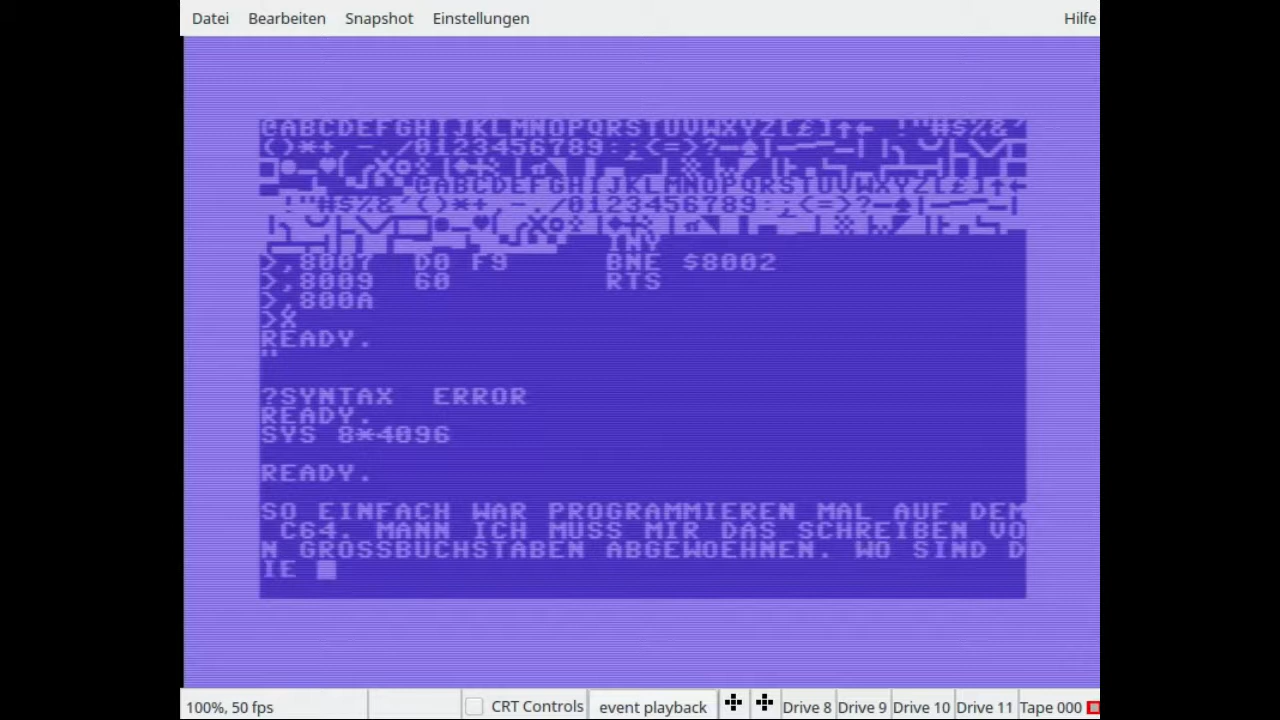 Datei Bearbeiten Snapshot Einstellungen Hilfe
@ABCDEFGHIJKLMNOPQRSTUVWXYZ[£]↑← !"#$%&'
()*+,-./0123456789:;<=>?
@ABCDEFGHIJKLMNOPQRSTUVWXYZ[£]↑←
!"#$%&'()*+,-./0123456789:;<=>?
INY
>,8007 D0 F9 BNE $8002
>,8009 60 RTS
>,800A
>X
READY.
"
?SYNTAX ERROR
READY.
SYS 8*4096
READY.
SO EINFACH WAR PROGRAMMIEREN MAL AUF DEM
C64. MANN ICH MUSS MIR DAS SCHREIBEN VO
N GROSSBUCHSTABEN ABGEWOEHNEN. WO SIND D
IE
100%, 50 fps CRT Controls event playback Drive 8 Drive 9 Drive 10 Drive 11 Tape 000